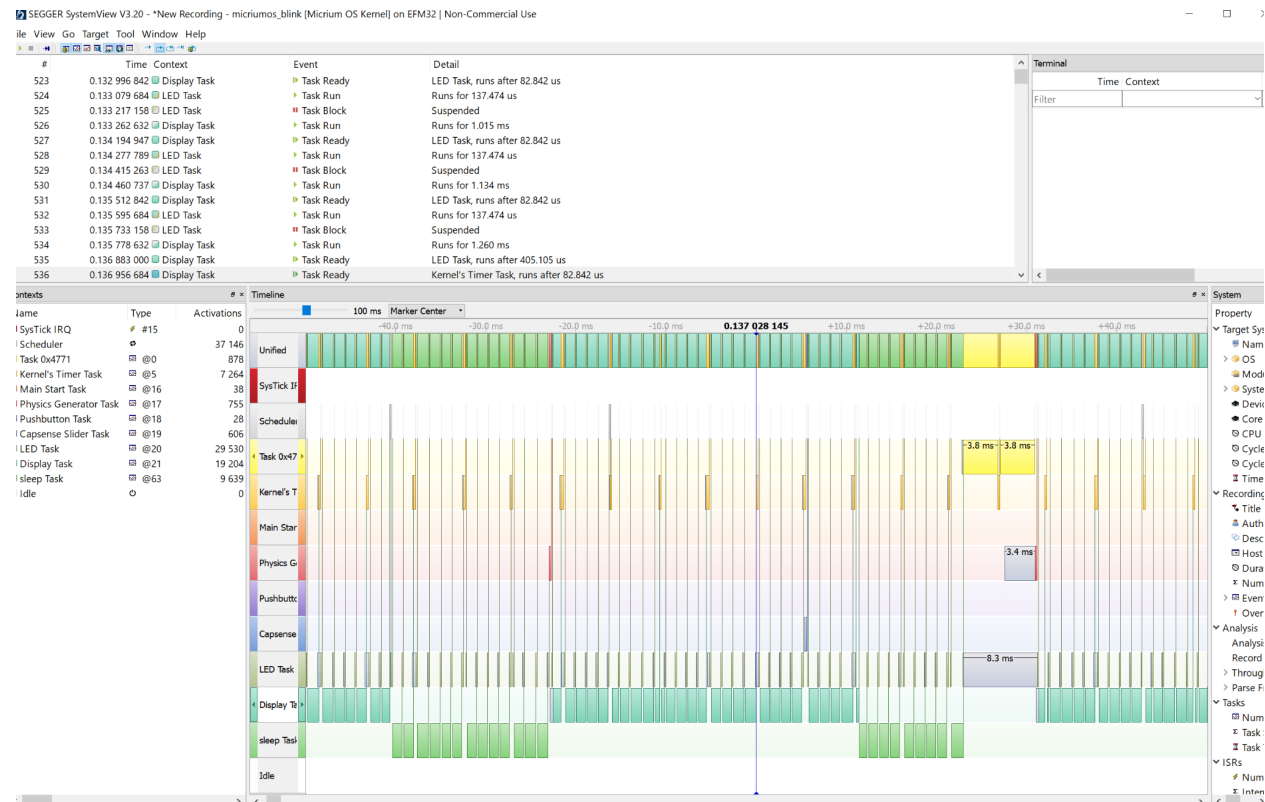 SEGGER SystemView V3.20 - *New Recording - micriumos_blink [Micrium OS Kernel] on EFM32 | Non-Commercial Use
ile View Go Target Tool Window Help
# Time Context Event Detail
523 0.132 996 842 Display Task Task Ready LED Task, runs after 82.842 us
524 0.133 079 684 LED Task Task Run Runs for 137.474 us
525 0.133 217 158 LED Task Task Block Suspended
526 0.133 262 632 Display Task Task Run Runs for 1.015 ms
527 0.134 194 947 Display Task Task Ready LED Task, runs after 82.842 us
528 0.134 277 789 LED Task Task Run Runs for 137.474 us
529 0.134 415 263 LED Task Task Block Suspended
530 0.134 460 737 Display Task Task Run Runs for 1.134 ms
531 0.135 512 842 Display Task Task Ready LED Task, runs after 82.842 us
532 0.135 595 684 LED Task Task Run Runs for 137.474 us
533 0.135 733 158 LED Task Task Block Suspended
534 0.135 778 632 Display Task Task Run Runs for 1.260 ms
535 0.136 883 000 Display Task Task Ready LED Task, runs after 405.105 us
536 0.136 956 684 Display Task Task Ready Kernel's Timer Task, runs after 82.842 us
Terminal
Time Context
Filter
ontexts
Name Type Activations
SysTick IRQ #15 0
Scheduler 37 146
Task 0x4771 @0 878
Kernel's Timer Task @5 7 264
Main Start Task @16 38
Physics Generator Task @17 755
Pushbutton Task @18 28
Capsense Slider Task @19 606
LED Task @20 29 530
Display Task @21 19 204
sleep Task @63 9 639
Idle 0
Timeline
100 ms Marker Center
-40.0 ms -30.0 ms -20.0 ms -10.0 ms 0.137 028 145 +10.0 ms +20.0 ms +30.0 ms +40.0 ms
Unified
SysTick IF
Scheduler
Task 0x47 3.8 ms 3.8 ms
Kernel's T
Main Star
Physics G 3.4 ms
Pushbutt
Capsense
LED Task 8.3 ms
Display Ta
sleep Task
Idle
System
Property
Target Sys
Nam
OS
Modu
Syste
Devic
Core
CPU
Cycle
Cycle
Time
Recording
Title
Auth
Desc
Host
Dura
Num
Event
Over
Analysis
Analysi
Record
Throug
Parse F
Tasks
Num
Task
Task
ISRs
Num
Inter